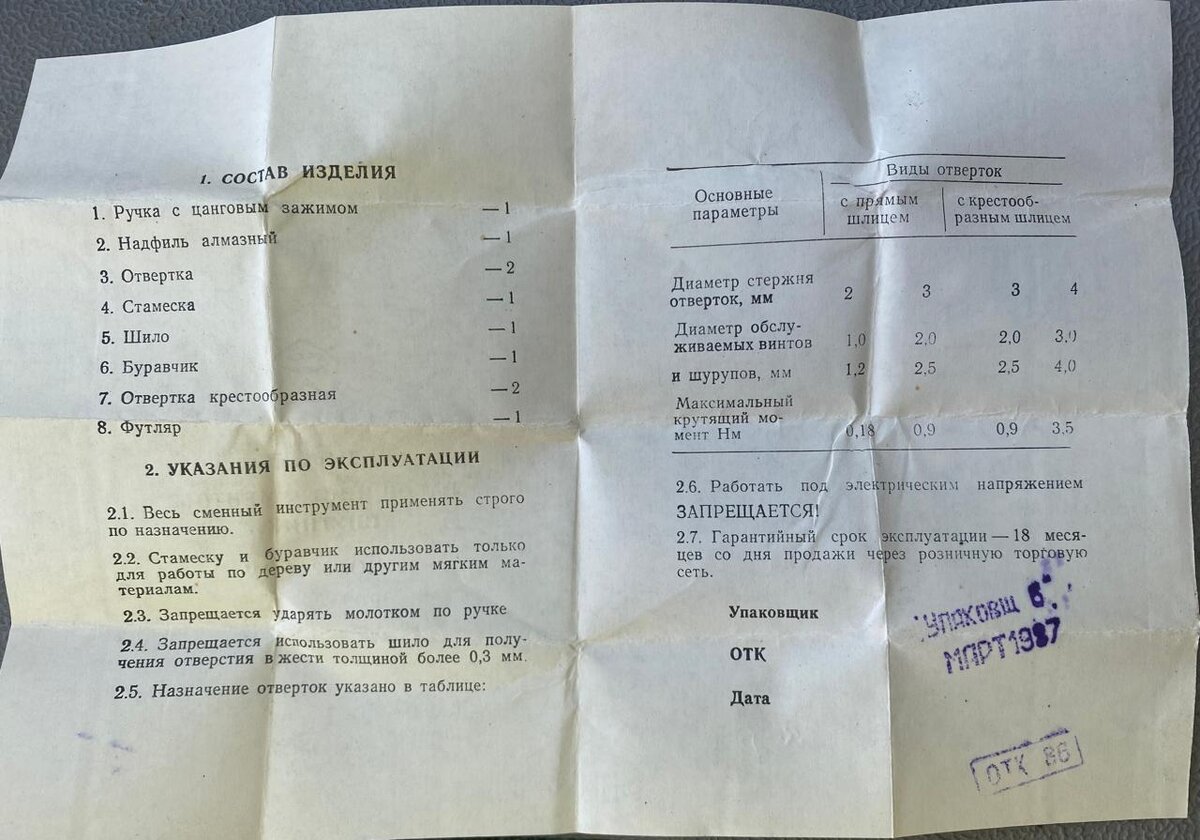 1. СОСТАВ ИЗДЕЛИЯ
1. Ручка с цанговым зажимом — 1
2. Надфиль алмазный — 1
3. Отвертка — 2
4. Стамеска — 1
5. Шило — 1
6. Буравчик — 1
7. Отвертка крестообразная — 2
8. Футляр — 1
2. УКАЗАНИЯ ПО ЭКСПЛУАТАЦИИ
2.1. Весь сменный инструмент применять строго
по назначению.
2.2. Стамеску и буравчик использовать только
для работы по дереву или другим мягким ма-
териалам.
2.3. Запрещается ударять молотком по ручке
2.4. Запрещается использовать шило для полу-
чения отверстия в жести толщиной более 0,3 мм.
2.5. Назначение отверток указано в таблице:
Основные
параметры
Виды отверток
с прямым
шлицем
с крестооб-
разным шлицем
Диаметр стержня
отверток, мм 2 3 3 4
Диаметр обслу-
живаемых винтов 1,0 2,0 2,0 3,0
и шурупов, мм 1,2 2,5 2,5 4,0
Максимальный
крутящий мо-
мент Нм 0,18 0,9 0,9 3,5
2.6. Работать под электрическим напряжением
ЗАПРЕЩАЕТСЯ!
2.7. Гарантийный срок эксплуатации — 18 меся-
цев со дня продажи через розничную торговую
сеть.
Упаковщик
УПАКОВЩ 6
ОТК
МАРТ 1987
Дата
ОТК 86